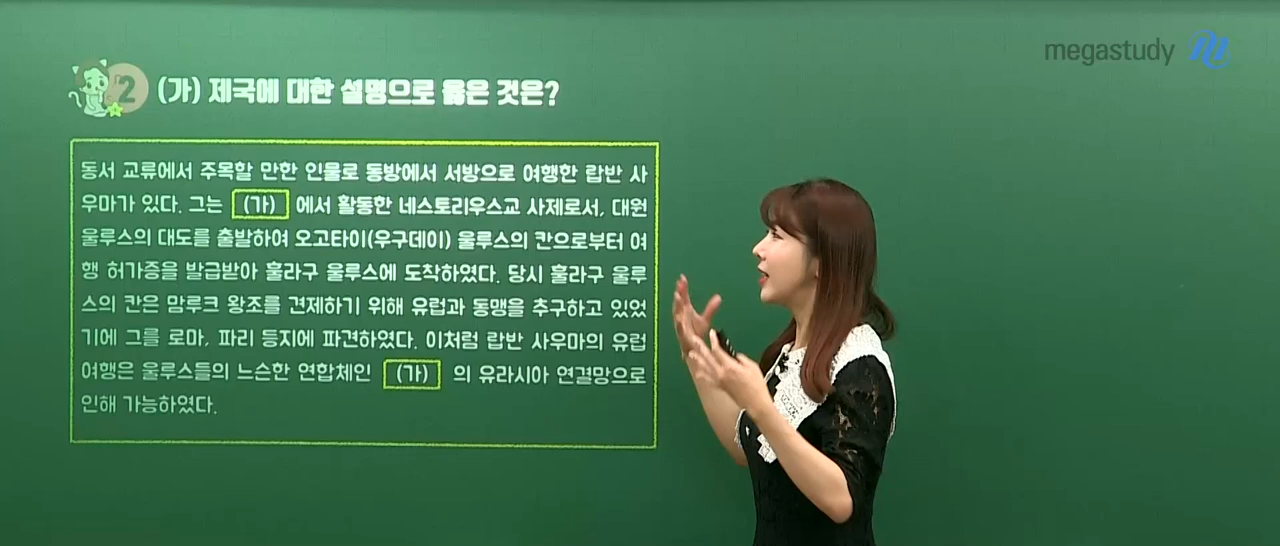 megastudy
2 (가) 제국에 대한 설명으로 옳은 것은?
동서 교류에서 주목할 만한 인물로 동방에서 서방으로 여행한 랍반 사
우마가 있다. 그는 (가) 에서 활동한 네스토리우스교 사제로서, 대원
울루스의 대도를 출발하여 오고타이(우구데이) 울루스의 칸으로부터 여
행 허가증을 발급받아 훌라구 울루스에 도착하였다. 당시 훌라구 울루
스의 칸은 맘루크 왕조를 견제하기 위해 유럽과 동맹을 추구하고 있었
기에 그를 로마, 파리 등지에 파견하였다. 이처럼 랍반 사우마의 유럽
여행은 울루스들의 느슨한 연합체인 (가) 의 유라시아 연결망으로
인해 가능하였다.